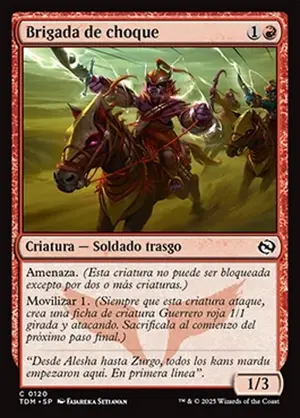 Brigada de choque 1
Criatura — Soldado trasgo
Amenaza. (Esta criatura no puede ser bloqueada
excepto por dos o más criaturas.)
Movilizar 1. (Siempre que esta criatura ataque,
crea una ficha de criatura Guerrero roja 1/1
girada y atacando. Sacrifícala al comienzo del
próximo paso final.)
"Desde Alesha hasta Zurgo, todos los kans mardu
empezaron aquí. En primera línea".
1/3
C 0120
TDM • SP Fajareka Setiawan
™ & © 2025 Wizards of the Coast